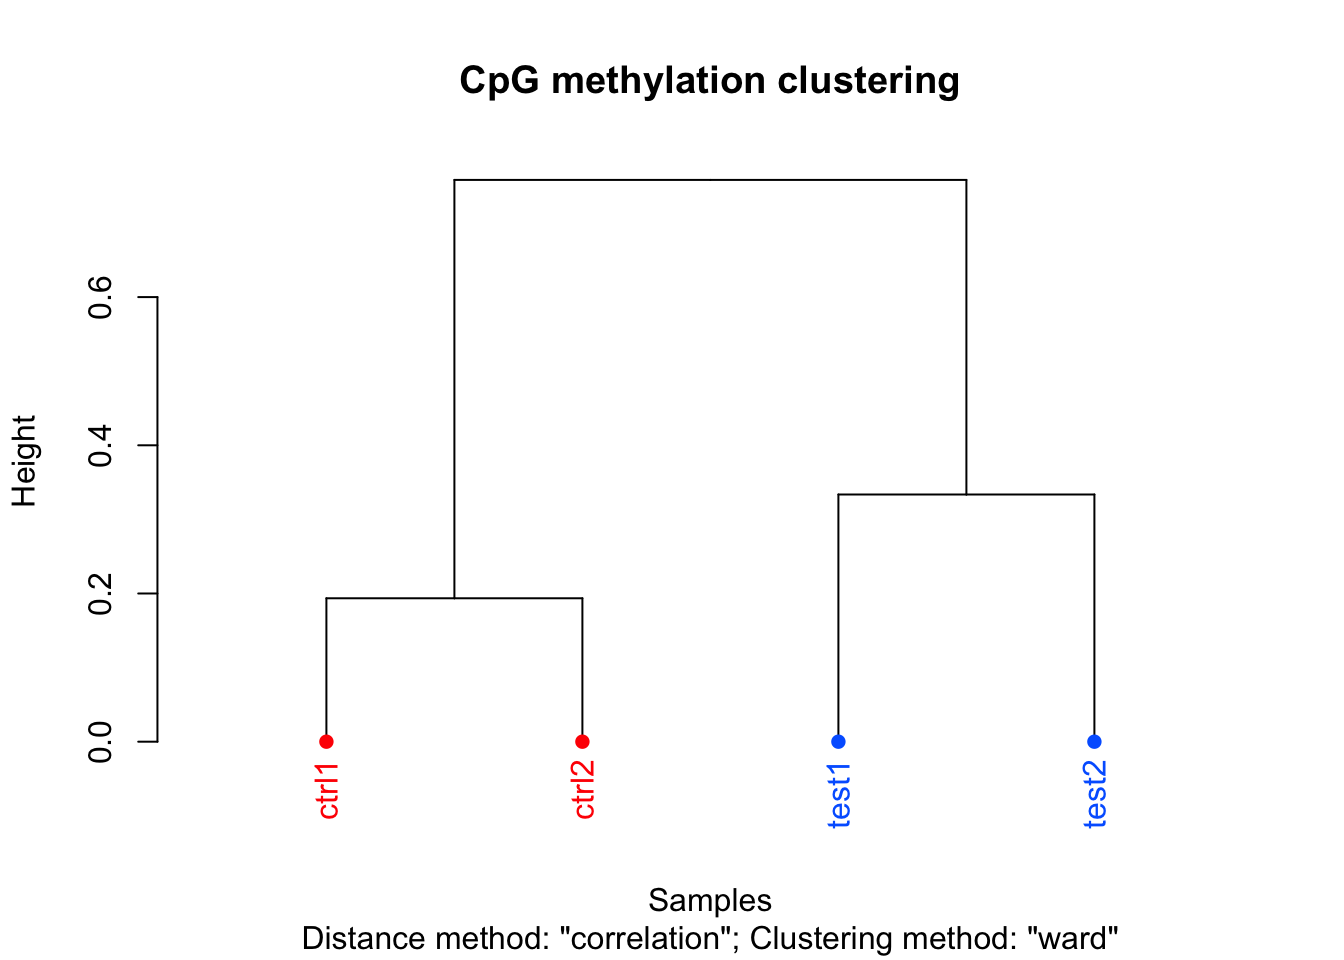 CpG methylation clustering
Height
0.6
0.4
0.2
0.0
ctrl1
ctrl2
test1
test2
Samples
Distance method: "correlation"; Clustering method: "ward"